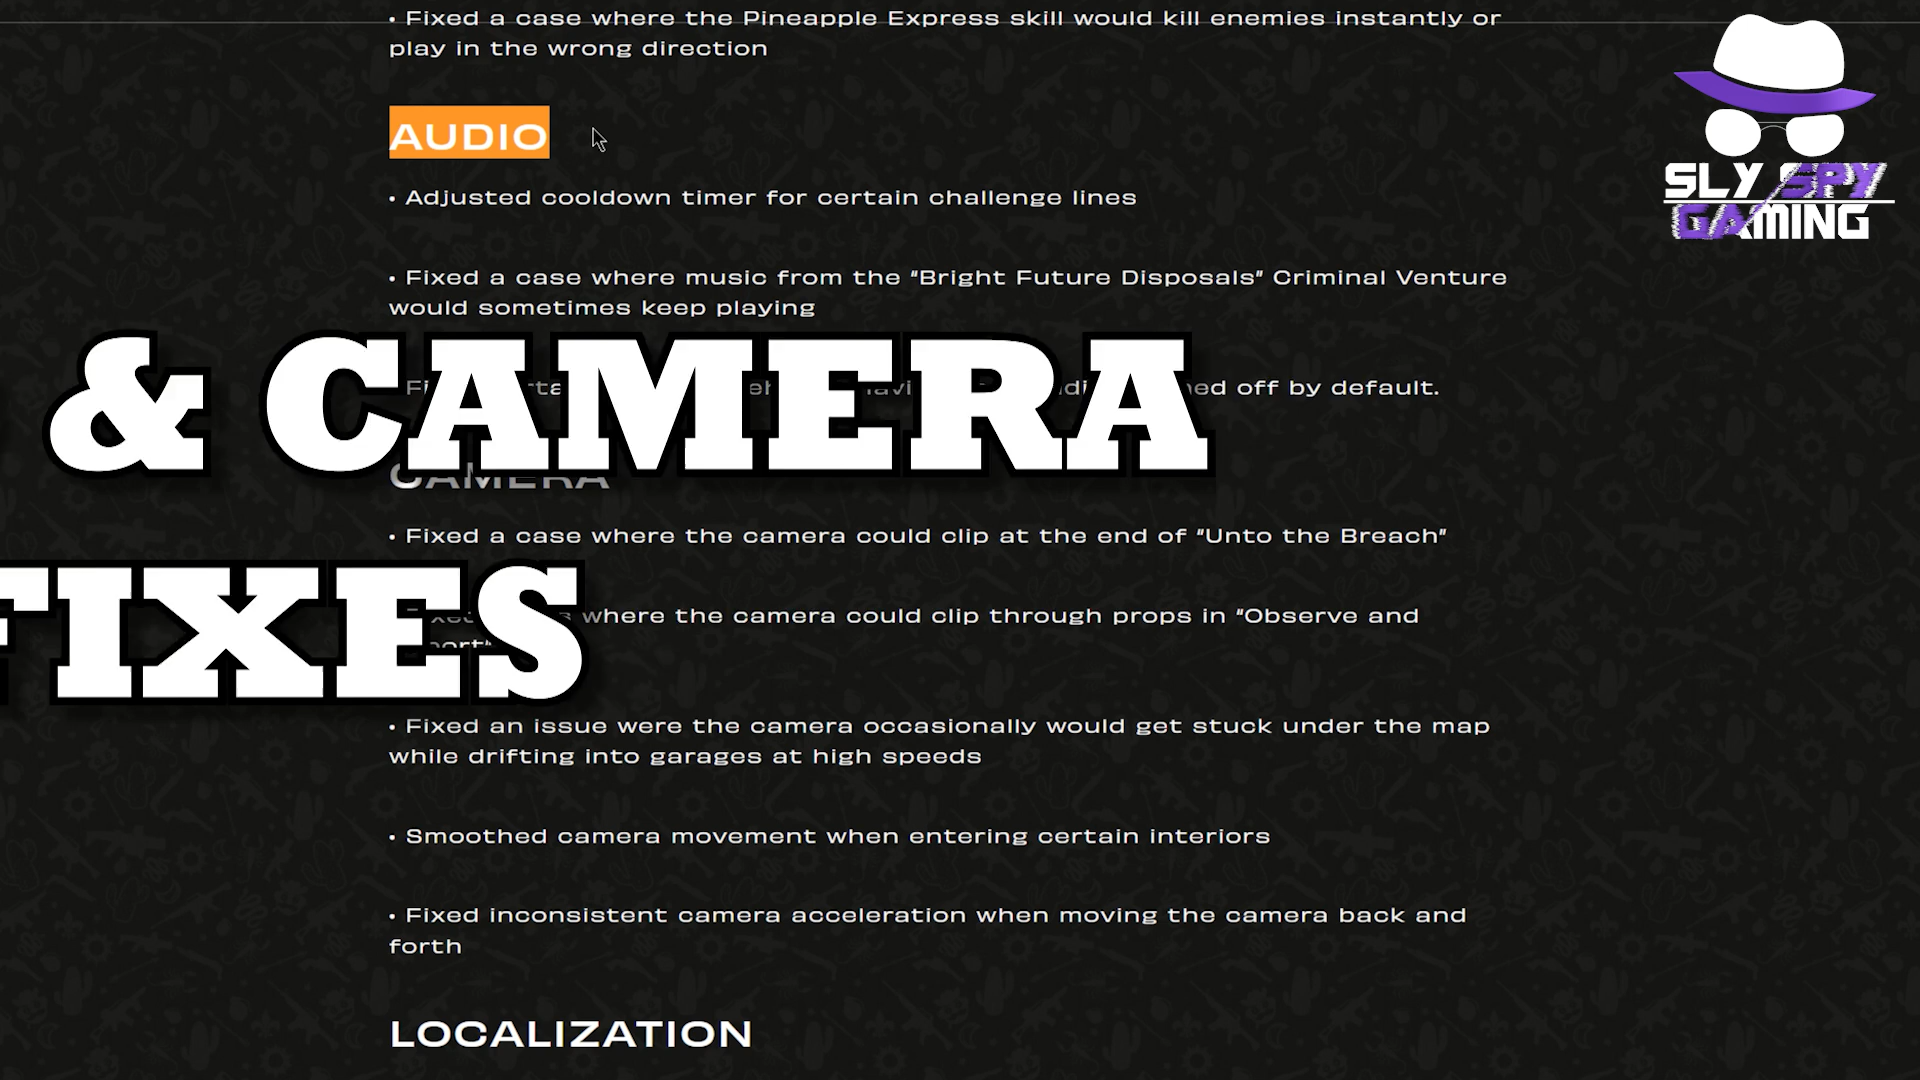 • Fixed a case where the Pineapple Express skill would kill enemies instantly or
play in the wrong direction
SLY SPY
GAMING
AUDIO
• Adjusted cooldown timer for certain challenge lines
• Fixed a case where music from the “Bright Future Disposals” Criminal Venture
would sometimes keep playing
off by default.
& CAMERA
CAMERA
• Fixed a case where the camera could clip at the end of “Unto the Breach”
where the camera could clip through props in “Observe and
FIXES
• Fixed an issue were the camera occasionally would get stuck under the map
while drifting into garages at high speeds
• Smoothed camera movement when entering certain interiors
• Fixed inconsistent camera acceleration when moving the camera back and
forth
LOCALIZATION